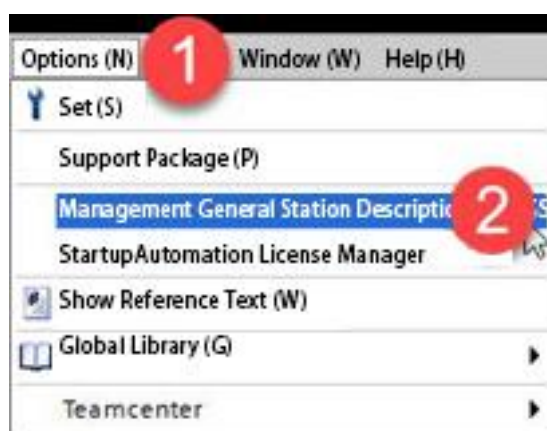 Options (N) 1 Window (W) Help (H)
Set (S)
Support Package (P)
Management General Station 2
StartupAutomation License Manager
Show Reference Text (W)
Global Library (G)
Teamcenter